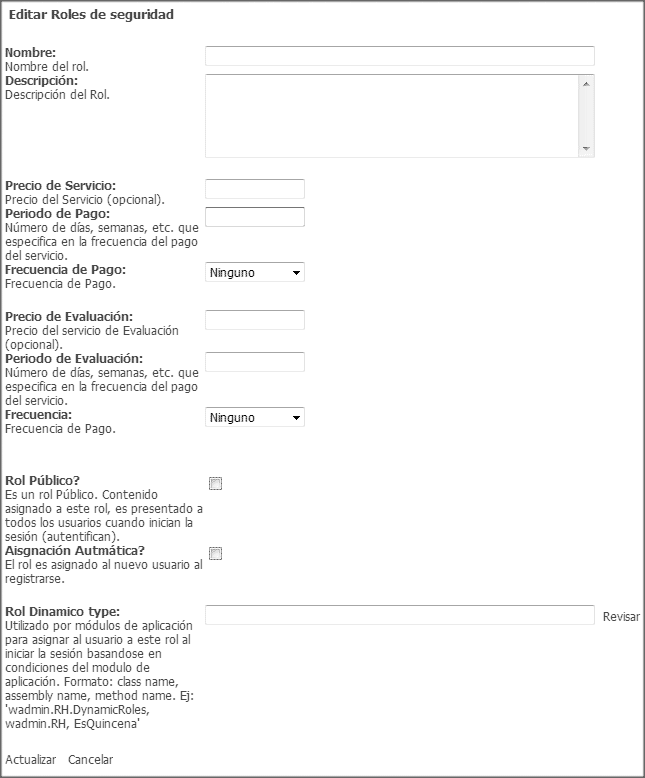 Editar Roles de seguridad
Nombre:
Nombre del rol.
Descripción:
Descripción del Rol.
Precio de Servicio:
Precio del Servicio (opcional).
Periodo de Pago:
Número de días, semanas, etc. que
especifica en la frecuencia del pago
del servicio.
Frecuencia de Pago:
Ninguno
Frecuencia de Pago.
Precio de Evaluación:
Precio del servicio de Evaluación
(opcional).
Periodo de Evaluación:
Número de días, semanas, etc. que
especifica en la frecuencia del pago
del servicio.
Frecuencia:
Ninguno
Frecuencia de Pago.
Rol Público?
Es un rol Público. Contenido
asignado a este rol, es presentado a
todos los usuarios cuando inician la
sesión (autentifican).
Aisgnación Autmática?
El rol es asignado al nuevo usuario al
registrarse.
Rol Dinamico type:
Revisar
Utilizado por módulos de aplicación
para asignar al usuario a este rol al
iniciar la sesión basandose en
condiciones del modulo de
aplicación. Formato: class name,
assembly name, method name. Ej:
'wadmin.RH.DynamicRoles,
wadmin.RH, EsQuincena'
Actualizar Cancelar